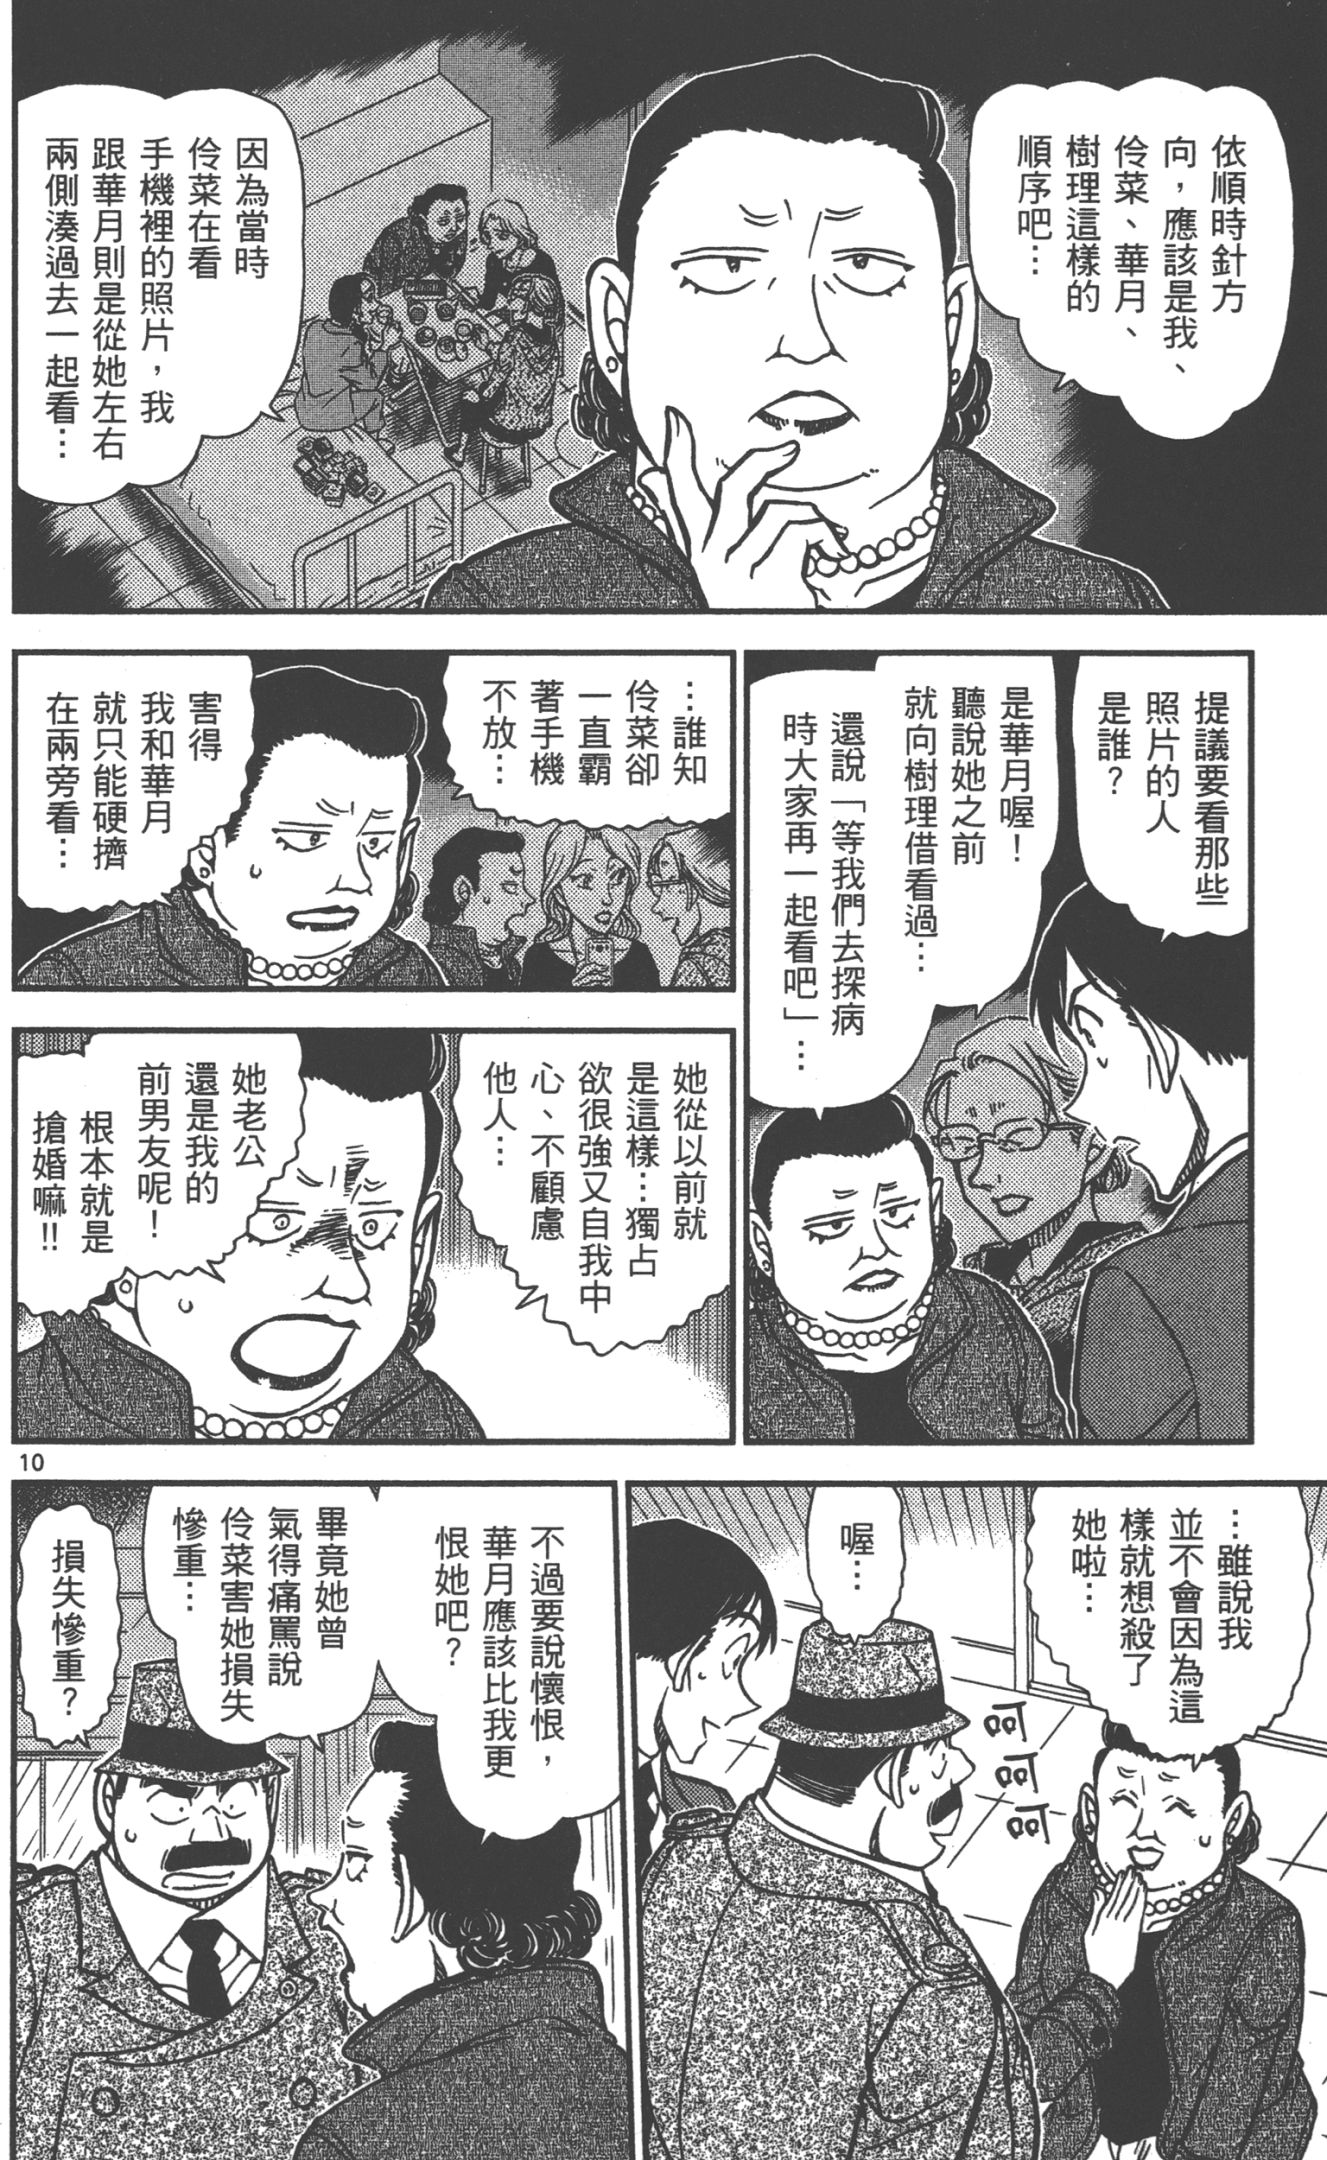 依順時針方
向，應該是我、
伶菜、華月、
樹理這樣的
順序吧…
因為當時
伶菜在看
手機裡的照片，我
跟華月則是從她左右
兩側湊過去一起看…
提議要看那些
照片的人
是誰？
是華月喔！
聽說她之前
就向樹理借看過…
還說「等我們去探病
時大家再一起看吧」…
…誰知
伶菜卻
一直霸
著手機
不放…
害得
我和華月
就只能硬擠
在兩旁看…
她從以前就
是這樣…獨占
欲很強又自我中
心、不顧慮
他人…
她老公
還是我的
前男友呢！
根本就是
搶婚嘛!!
10
…雖說我
並不會因為這
樣就想殺了
她啦…
呵
呵
呵
喔…
不過要說懷恨，
華月應該比我更
恨她吧？
畢竟她曾
氣得痛罵說
伶菜害她損失
慘重…
損失慘重？